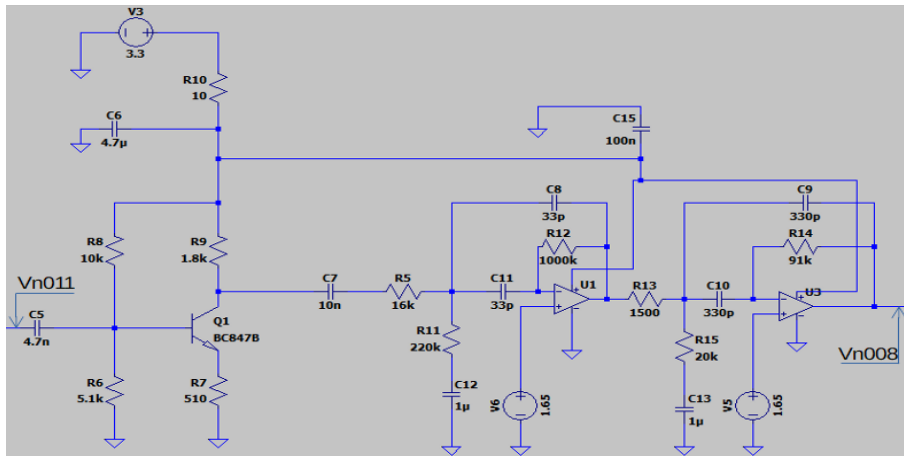 V3
3.3
R10
10
C6
4.7µ
C15
100n
C8
33p
C9
330p
R8
10k
R9
1.8k
R12
1000k
R14
91k
Vn011
C7
10n
R5
16k
C11
33p
U1
R13
1500
C10
330p
U3
C5
4.7n
Q1
BC847B
R11
220k
R15
20k
Vn008
R6
5.1k
R7
510
C12
1µ
V6
1.65
C13
1µ
V5
1.65